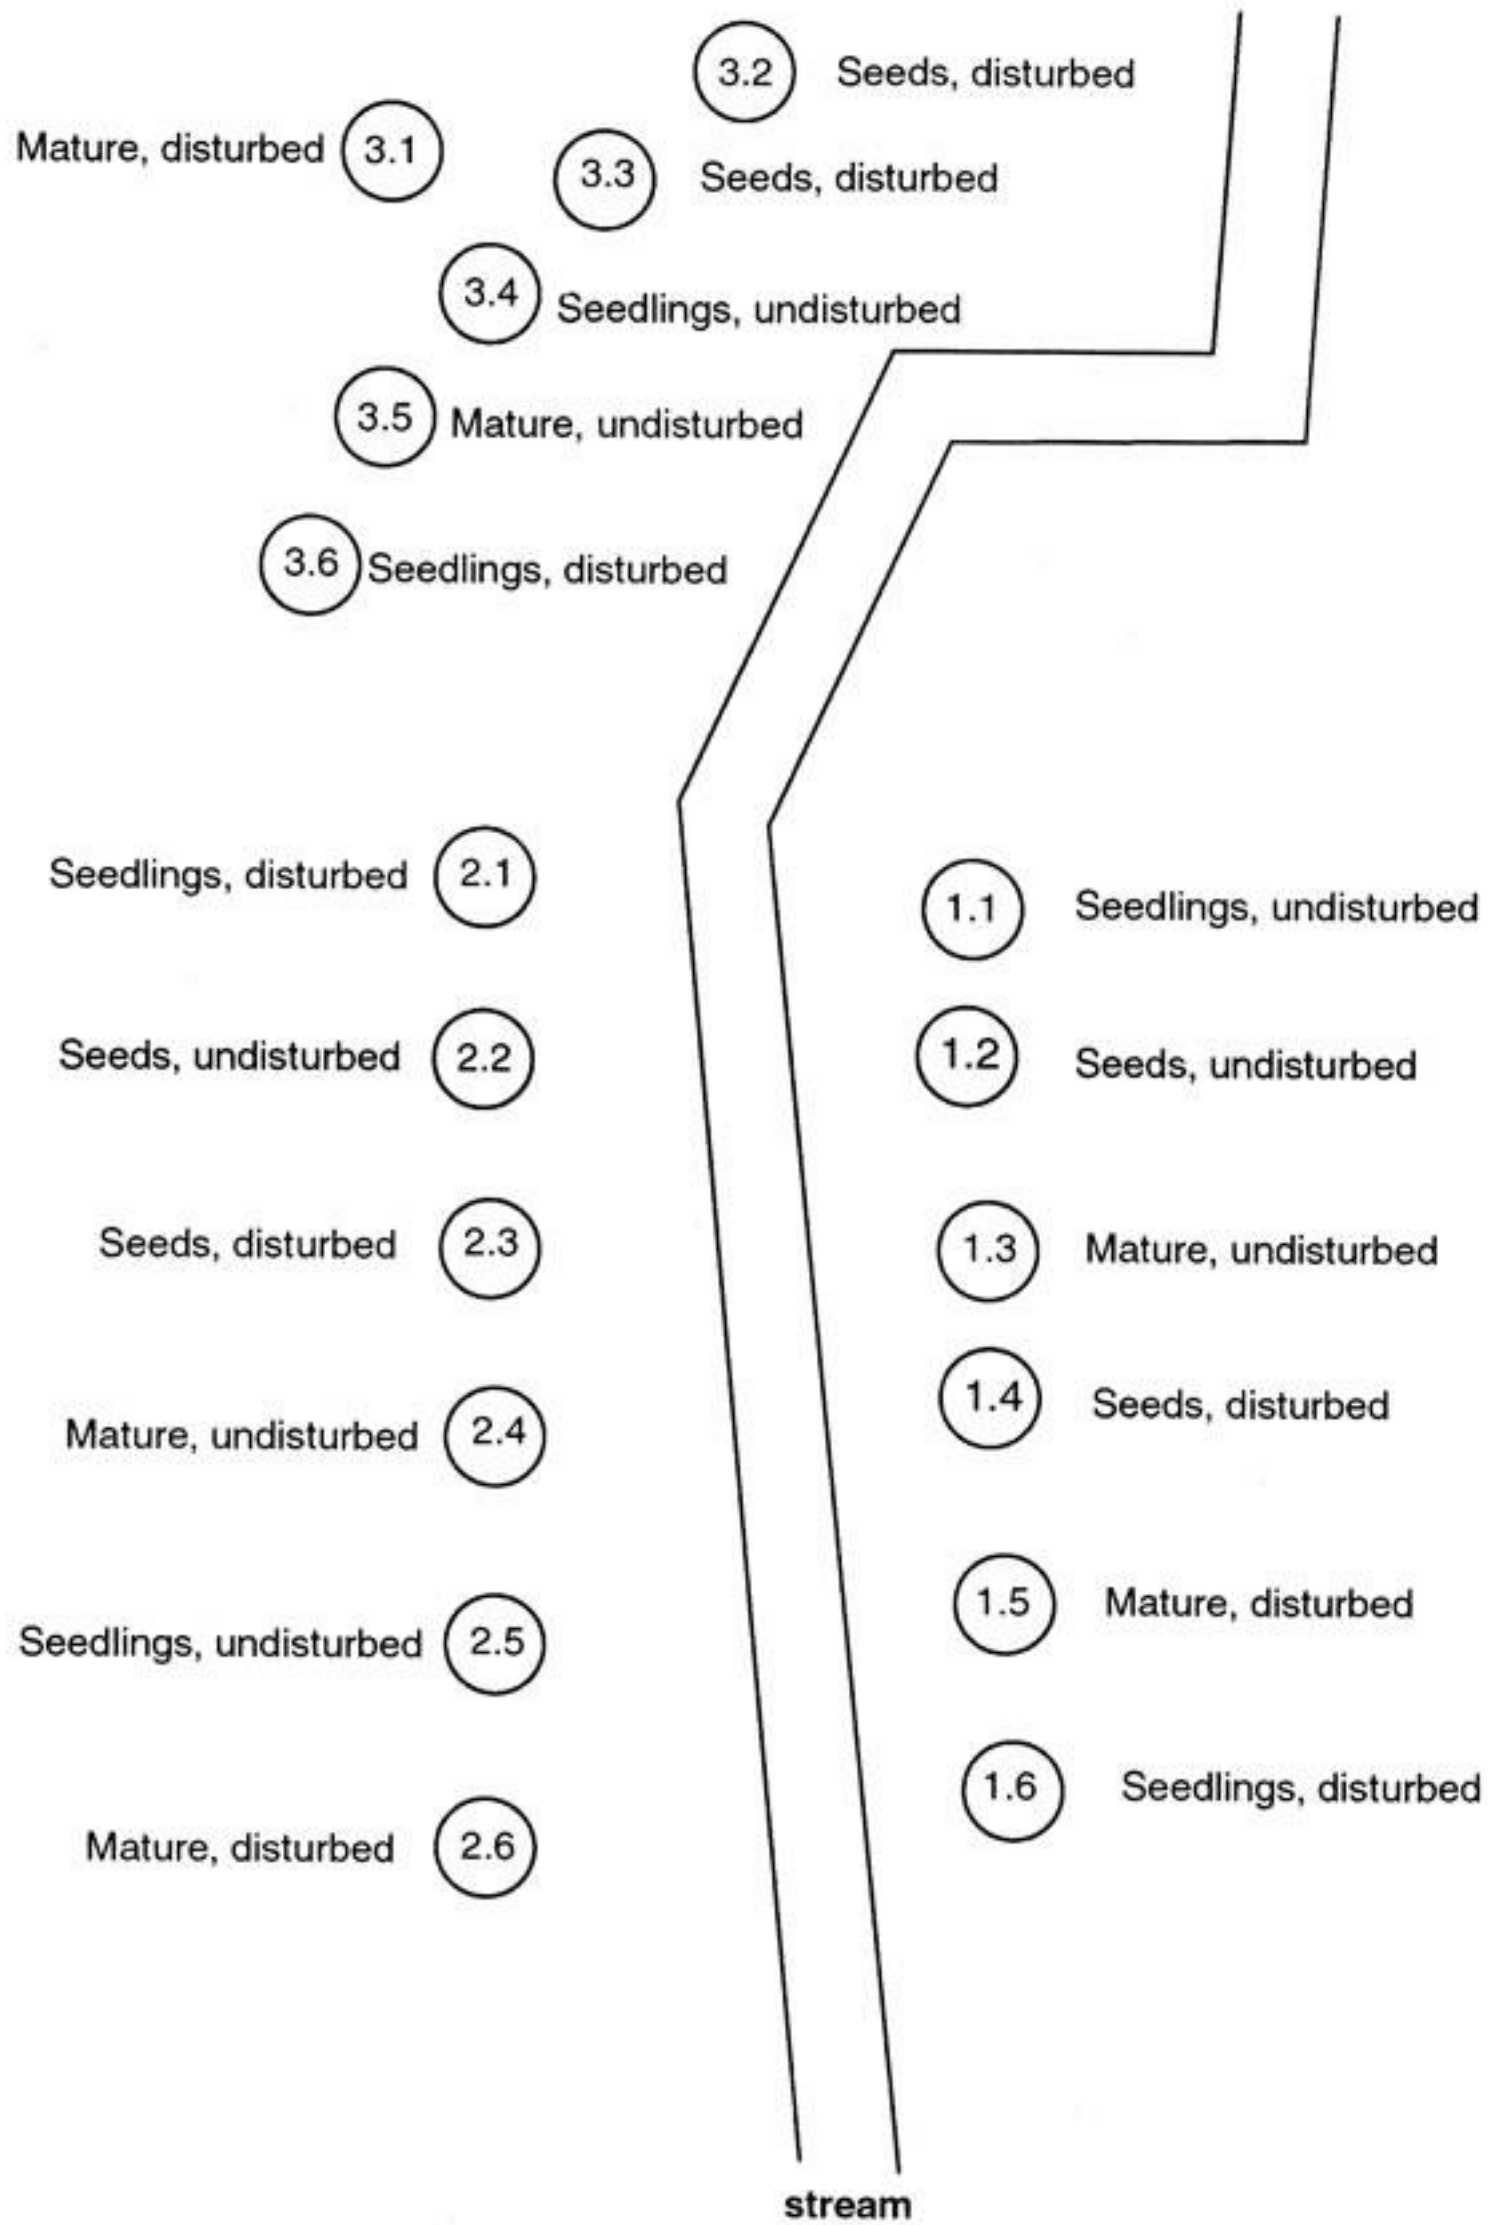 3.2 Seeds, disturbed
Mature, disturbed 3.1
3.3 Seeds, disturbed
3.4 Seedlings, undisturbed
3.5 Mature, undisturbed
3.6 Seedlings, disturbed
Seedlings, disturbed 2.1
1.1 Seedlings, undisturbed
Seeds, undisturbed 2.2
1.2 Seeds, undisturbed
Seeds, disturbed 2.3
1.3 Mature, undisturbed
1.4 Seeds, disturbed
Mature, undisturbed 2.4
1.5 Mature, disturbed
Seedlings, undisturbed 2.5
1.6 Seedlings, disturbed
Mature, disturbed 2.6
stream